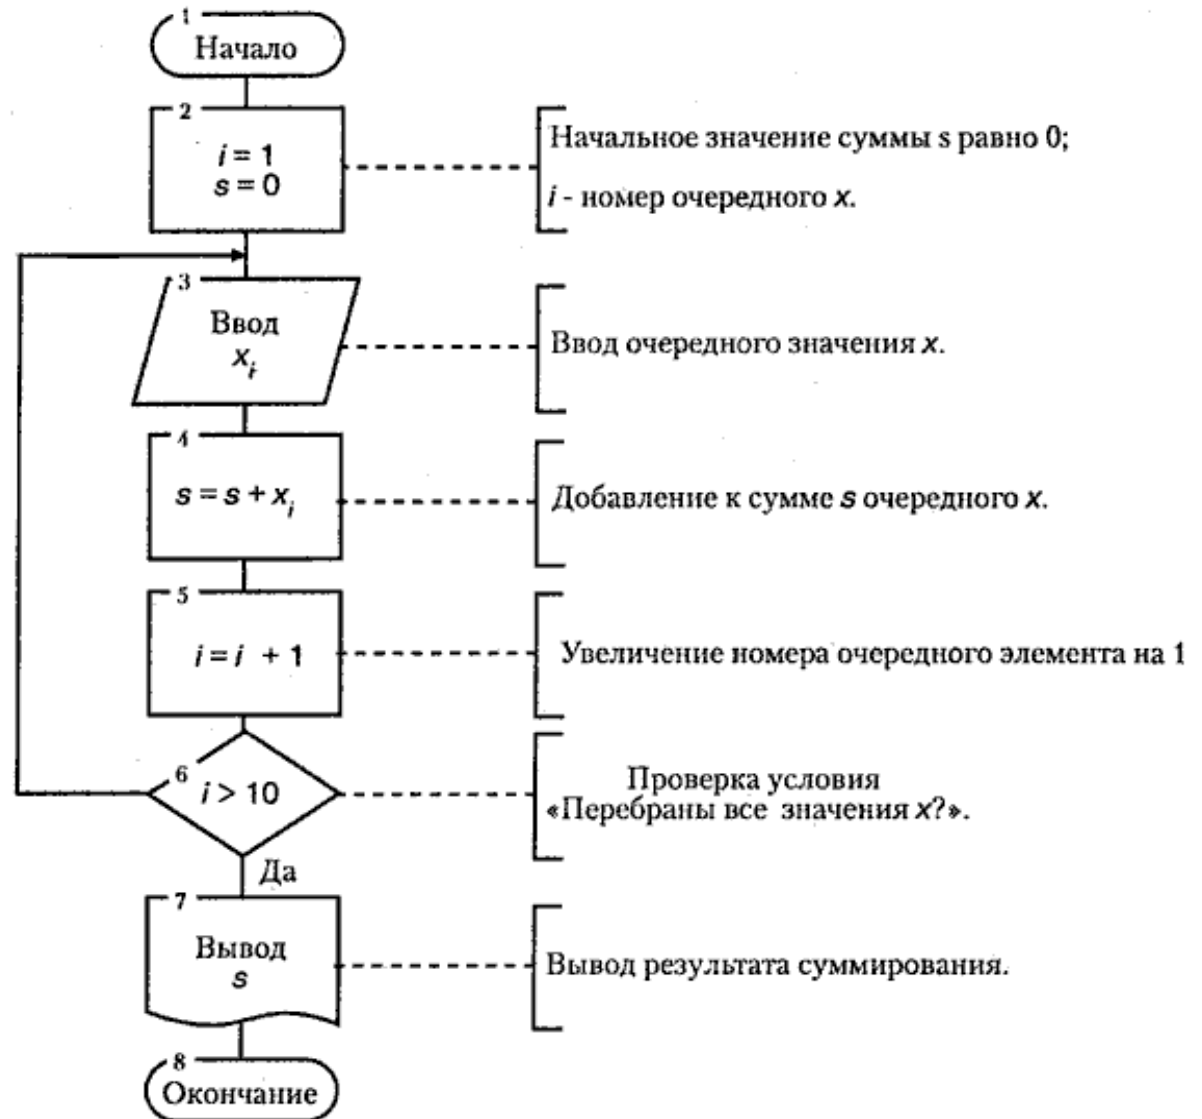 1
Начало
2
i = 1
s = 0
Начальное значение суммы s равно 0;
i - номер очередного x.
3
Ввод
xi
Ввод очередного значения x.
4
s = s + xi
Добавление к сумме s очередного x.
5
i = i + 1
Увеличение номера очередного элемента на 1
6
i > 10
Проверка условия
«Перебраны все значения x?».
Да
7
Вывод
s
Вывод результата суммирования.
8
Окончание